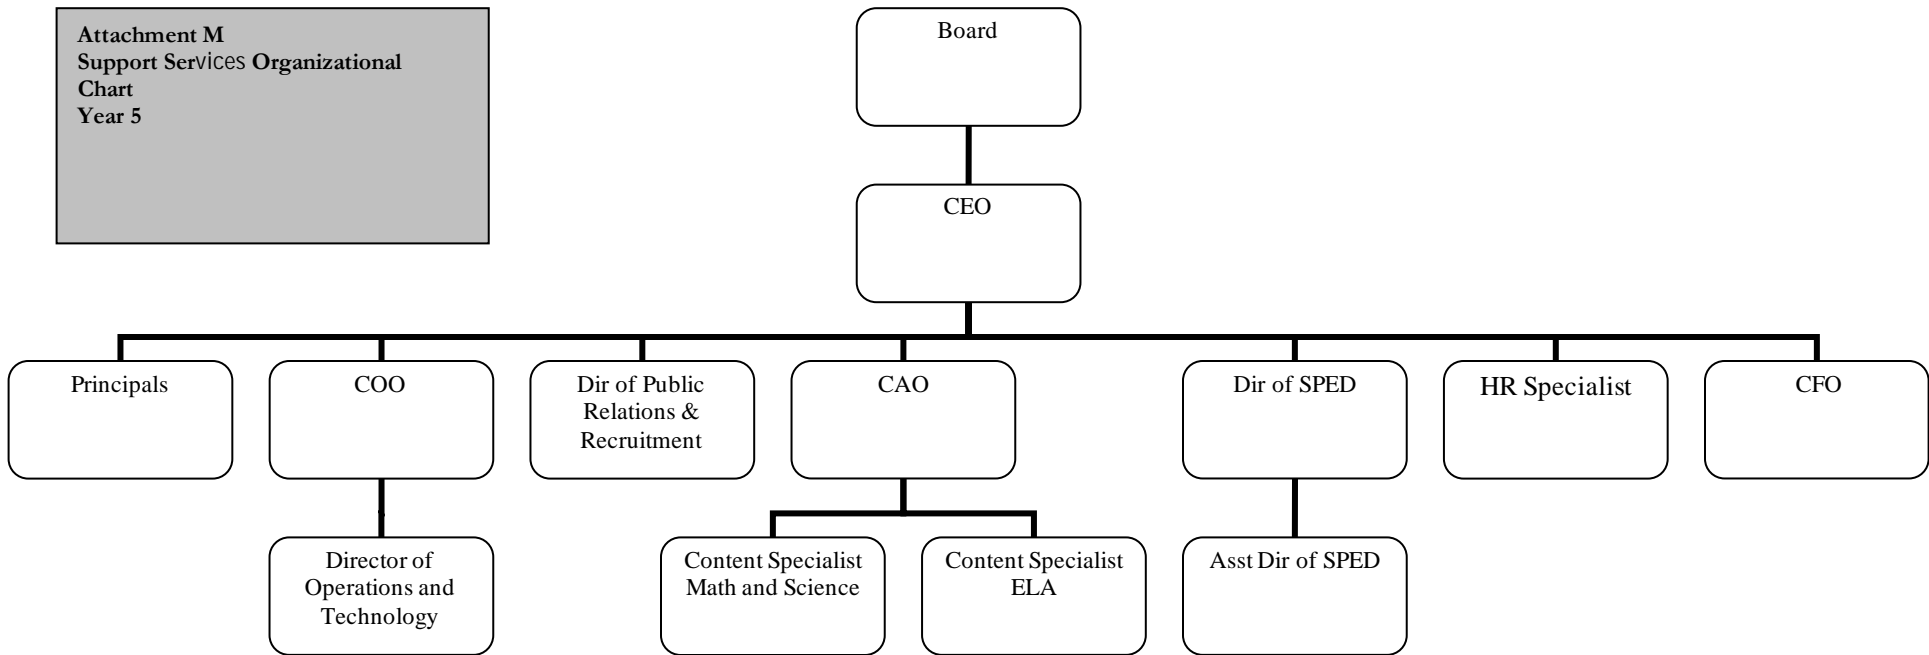 Attachment M
Support Services Organizational
Chart
Year 5
Board
CEO
Principals
COO
Dir of Public
Relations &
Recruitment
CAO
Dir of SPED
HR Specialist
CFO
Director of
Operations and
Technology
Content Specialist
Math and Science
Content Specialist
ELA
Asst Dir of SPED